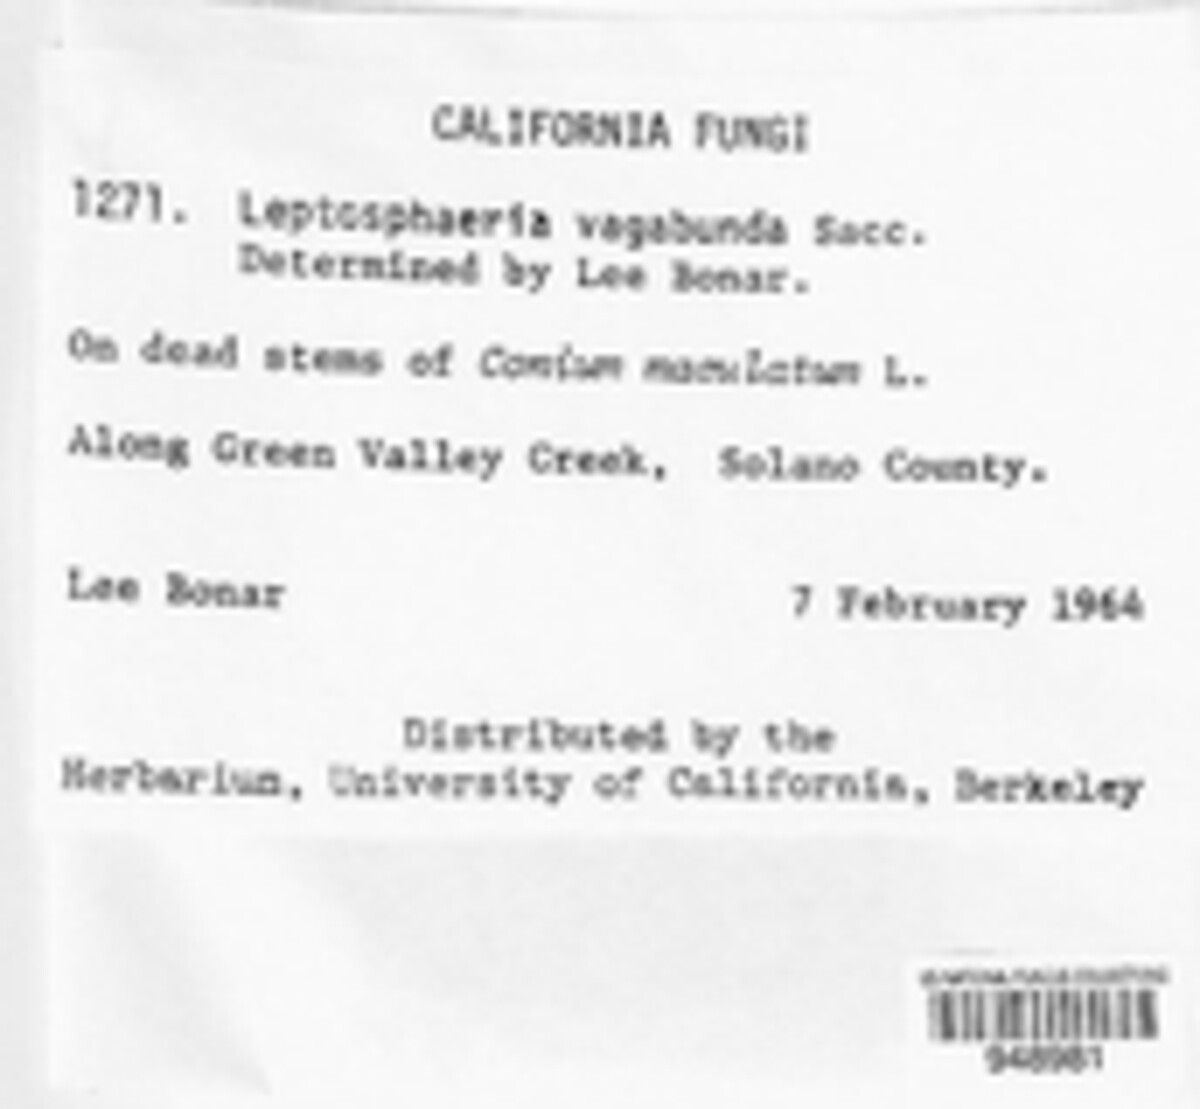 CALIFORNIA FUNGI
1271. Leptosphaeria vagabunda Sacc.
Determined by Lee Bonar.
On dead stems of Conium maculatum L.
Along Green Valley Creek, Solano County.
Lee Bonar 7 February 1964
Distributed by the
Herbarium, University of California, Berkeley
948981